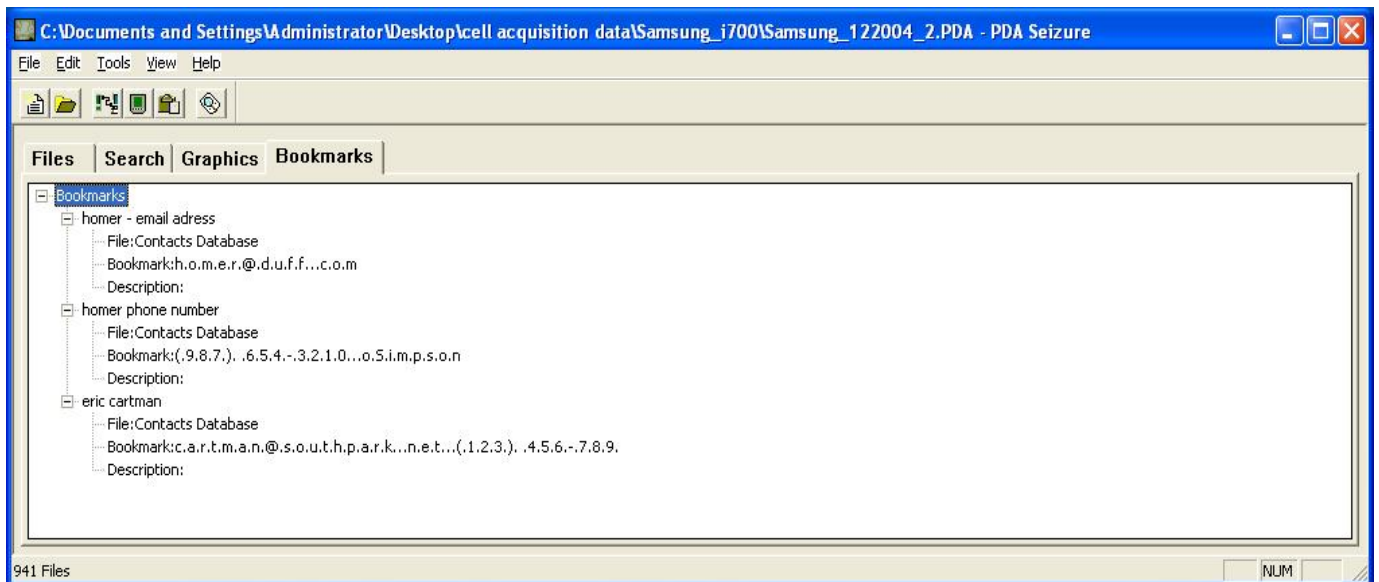 C:\Documents and Settings\Administrator\Desktop\cell acquisition data\Samsung_i700\Samsung_122004_2.PDA - PDA Seizure
File Edit Tools View Help
Files Search Graphics Bookmarks
Bookmarks
homer - email adress
File:Contacts Database
Bookmark:h.o.m.e.r.@.d.u.f.f...c.o.m
Description:
homer phone number
File:Contacts Database
Bookmark:(.9.8.7.). .6.5.4.-.3.2.1.0...o.S.i.m.p.s.o.n
Description:
eric cartman
File:Contacts Database
Bookmark:c.a.r.t.m.a.n.@.s.o.u.t.h.p.a.r.k...n.e.t...(.1.2.3.). .4.5.6.-.7.8.9.
Description:
941 Files NUM